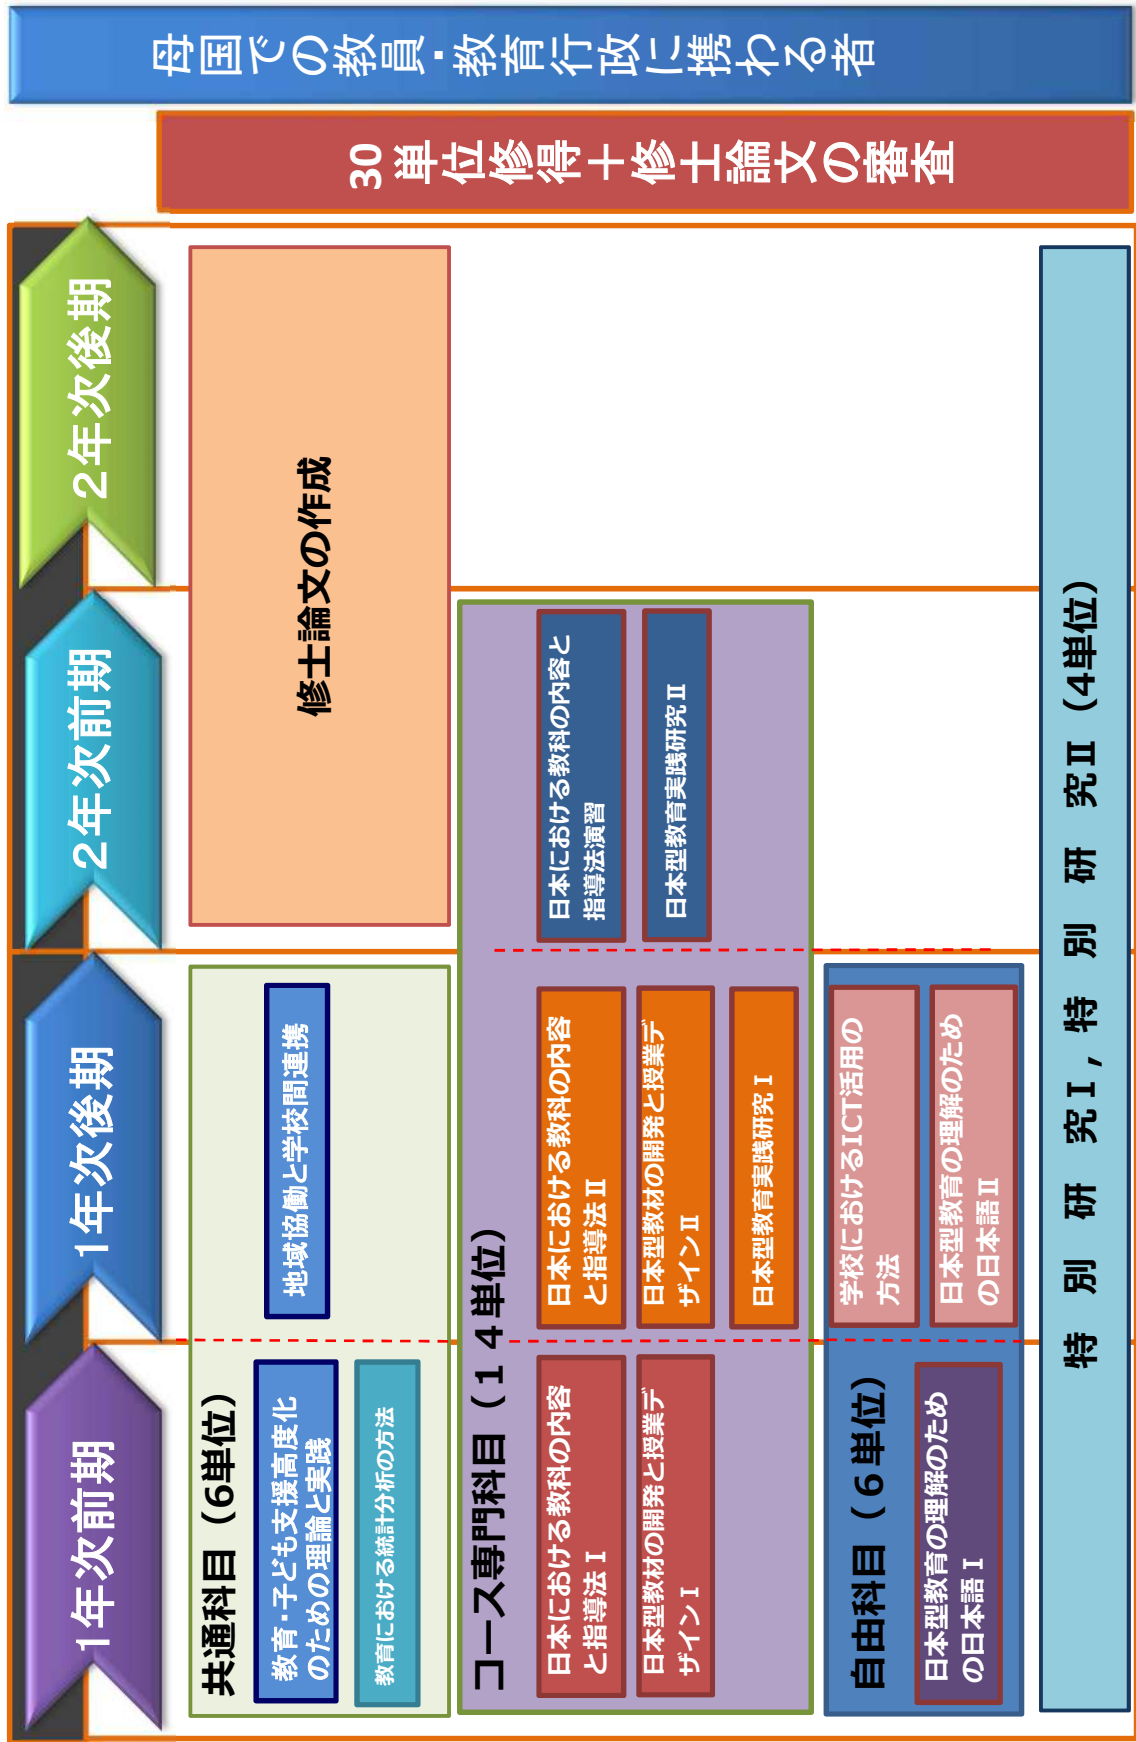 1年次前期
1年次後期
2年次前期
2年次後期
共通科目（6単位）
教育・子ども支援高度化
のための理論と実践
教育における統計分析の方法
地域協働と学校間連携
修士論文の作成
コース専門科目（１４単位）
日本における教科の内容
と指導法Ⅰ
日本型教材の開発と授業デ
ザインⅠ
日本における教科の内容
と指導法Ⅱ
日本型教材の開発と授業デ
ザインⅡ
日本型教育実践研究Ⅰ
日本における教科の内容と
指導法演習
日本型教育実践研究Ⅱ
自由科目（６単位）
日本型教育の理解のため
の日本語Ⅰ
学校におけるICT活用の
方法
日本型教育の理解のため
の日本語Ⅱ
特 別 研 究Ⅰ，特 別 研 究Ⅱ（4単位）
30単位修得＋修士論文の審査
母国での教員・教育行政に携わる者